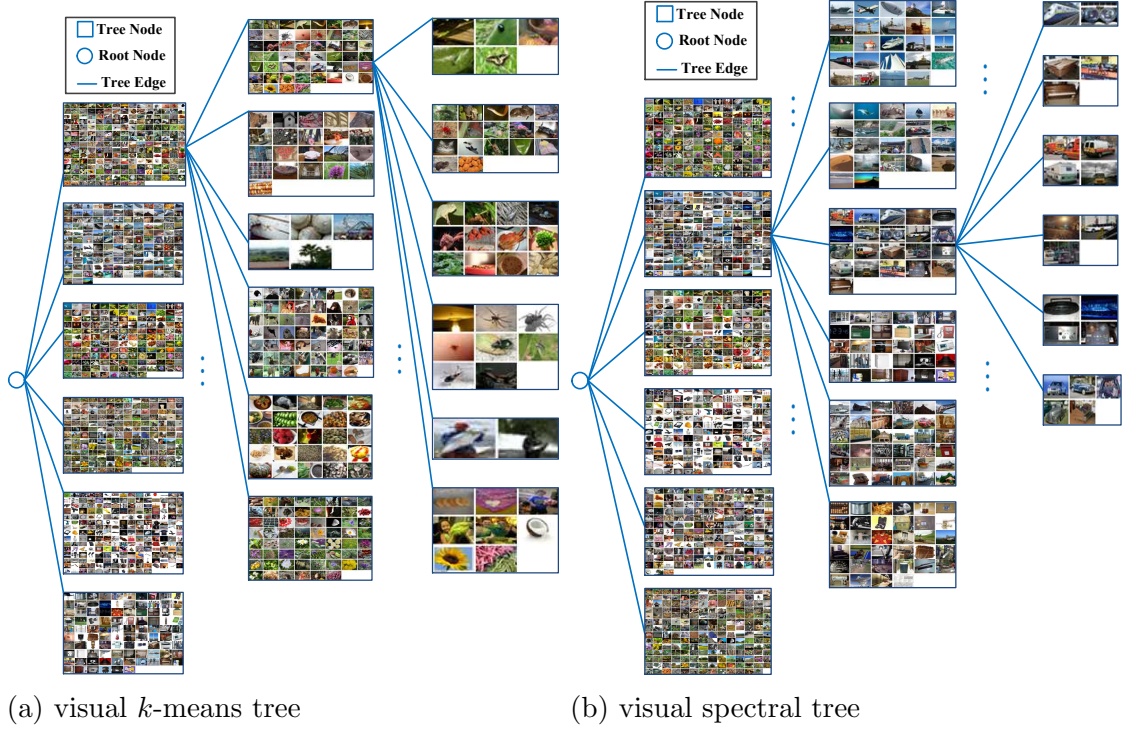 Tree Node
Root Node
Tree Edge
Tree Node
Root Node
Tree Edge
(a) visual k-means tree
(b) visual spectral tree